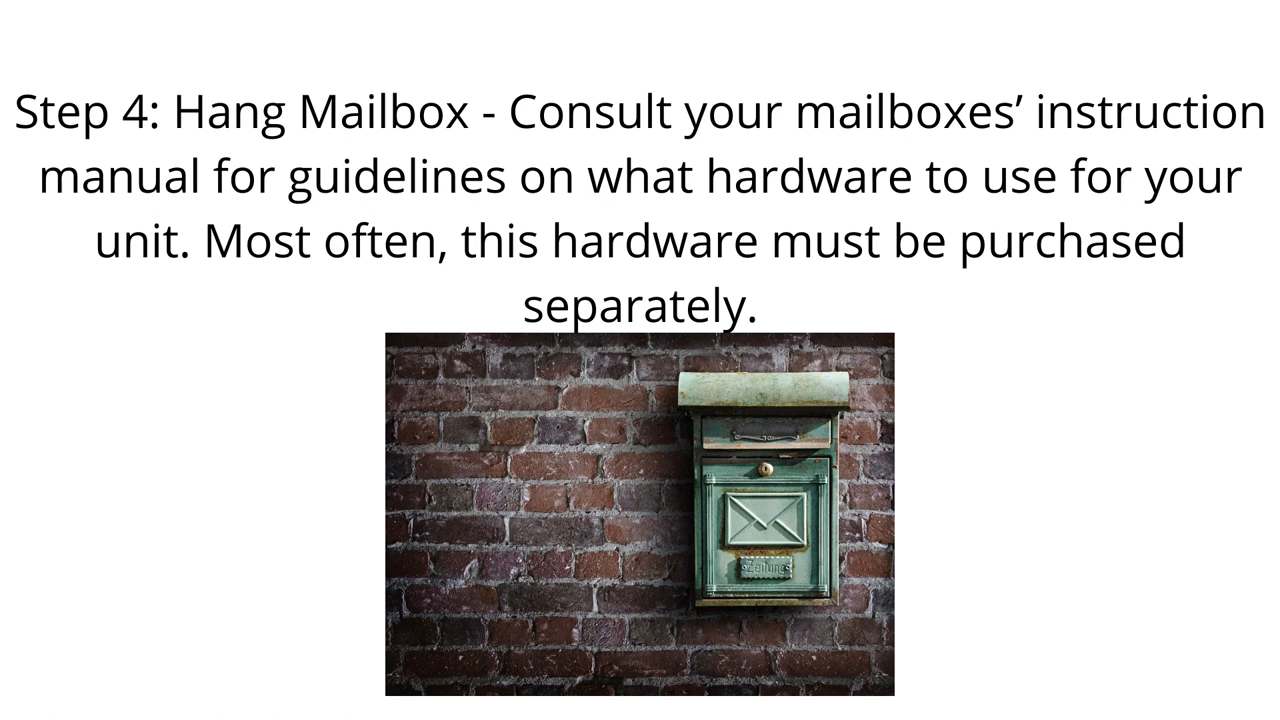 Step 4: Hang Mailbox - Consult your mailboxes’ instruction
manual for guidelines on what hardware to use for your
unit. Most often, this hardware must be purchased
separately.
Zeitung